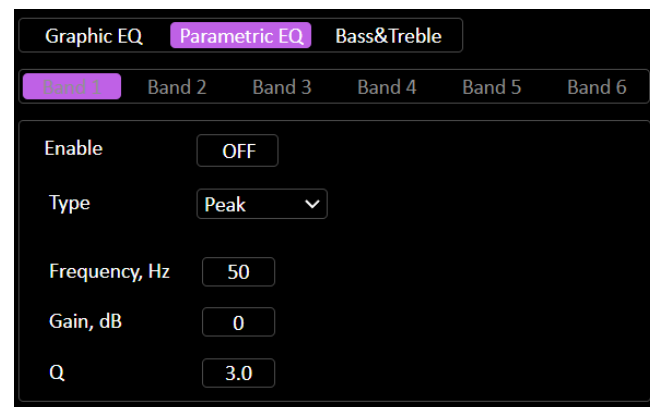 Graphic EQ Parametric EQ Bass&Treble
Band 1 Band 2 Band 3 Band 4 Band 5 Band 6
Enable OFF
Type Peak
Frequency, Hz 50
Gain, dB 0
Q 3.0